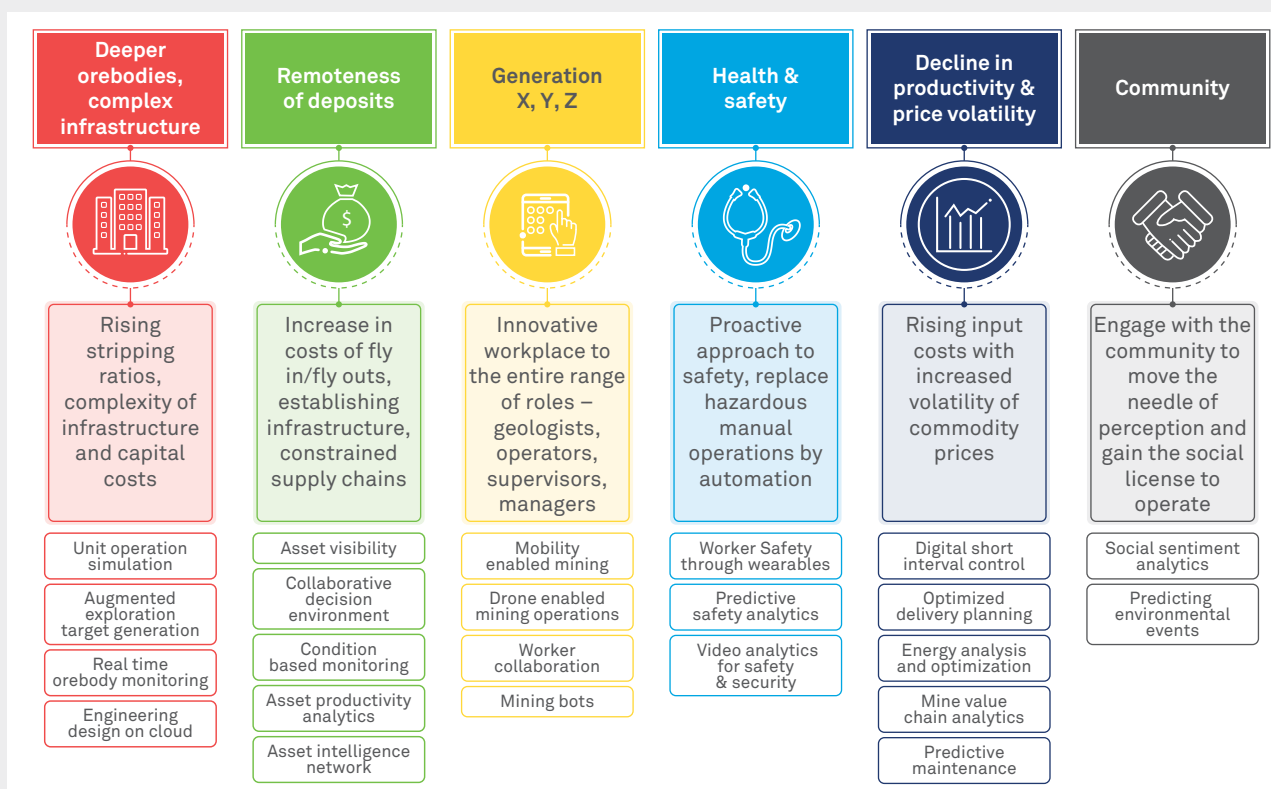 Deeper
orebodies,
complex
infrastructure
Rising
stripping
ratios,
complexity of
infrastructure
and capital
costs
Unit operation
simulation
Augmented
exploration
target generation
Real time
orebody monitoring
Engineering
design on cloud
Remoteness
of deposits
$
Increase in
costs of fly
in/fly outs,
establishing
infrastructure,
constrained
supply chains
Asset visibility
Collaborative
decision
environment
Condition
based monitoring
Asset productivity
analytics
Asset intelligence
network
Generation
X, Y, Z
Innovative
workplace to
the entire range
of roles –
geologists,
operators,
supervisors,
managers
Mobility
enabled mining
Drone enabled
mining operations
Worker
collaboration
Mining bots
Health &
safety
Proactive
approach to
safety, replace
hazardous
manual
operations by
automation
Worker Safety
through wearables
Predictive
safety analytics
Video analytics
for safety
& security
Decline in
productivity &
price volatility
Rising input
costs with
increased
volatility of
commodity
prices
Digital short
interval control
Optimized
delivery planning
Energy analysis
and optimization
Mine value
chain analytics
Predictive
maintenance
Community
Engage with the
community to
move the
needle of
perception and
gain the social
license to
operate
Social sentiment
analytics
Predicting
environmental
events